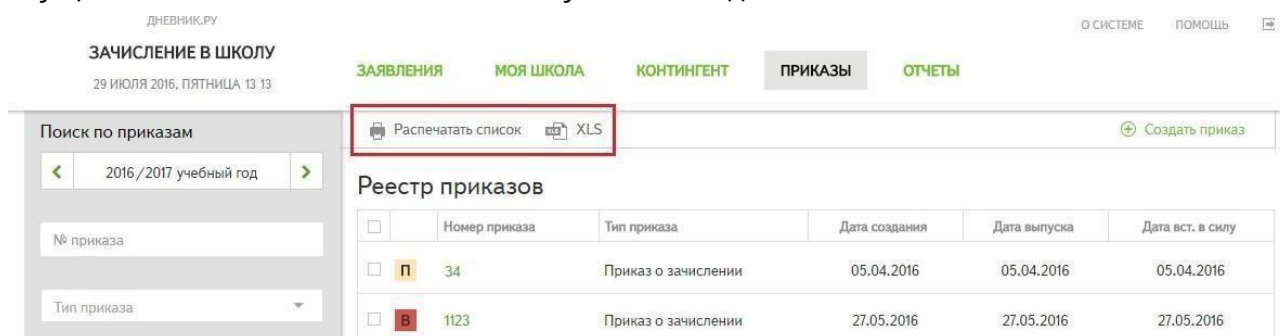 ДНЕВНИК.РУ
О СИСТЕМЕ ПОМОЩЬ
ЗАЧИСЛЕНИЕ В ШКОЛУ
29 ИЮЛЯ 2016, ПЯТНИЦА 13 13
ЗАЯВЛЕНИЯ МОЯ ШКОЛА КОНТИНГЕНТ ПРИКАЗЫ ОТЧЕТЫ
Поиск по приказам
Распечатать список XLS
Создать приказ
2016/2017 учебный год
Реестр приказов
№ приказа
Тип приказа
Номер приказа Тип приказа Дата создания Дата выпуска Дата вст. в силу
П 34 Приказ о зачислении 05.04.2016 05.04.2016 05.04.2016
В 1123 Приказ о зачислении 27.05.2016 27.05.2016 27.05.2016